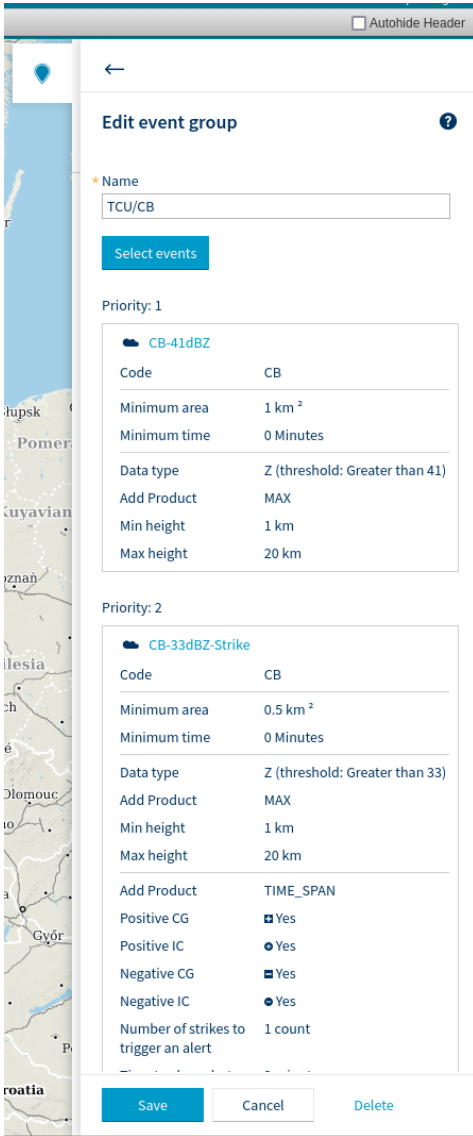 Autohide Header
Edit event group
* Name
TCU/CB
Select events
Priority: 1
CB-41dBZ
Code CB
Minimum area 1 km ²
Minimum time 0 Minutes
Data type Z (threshold: Greater than 41)
Add Product MAX
Min height 1 km
Max height 20 km
Priority: 2
CB-33dBZ-Strike
Code CB
Minimum area 0.5 km ²
Minimum time 0 Minutes
Data type Z (threshold: Greater than 33)
Add Product MAX
Min height 1 km
Max height 20 km
Add Product TIME_SPAN
Positive CG Yes
Positive IC Yes
Negative CG Yes
Negative IC Yes
Number of strikes to 1 count
trigger an alert
Save Cancel Delete
łupsk
Pomer
Kuyavian
oznań
ilesia
ch
é
Olomouc
no
a
Győr
P
roatia